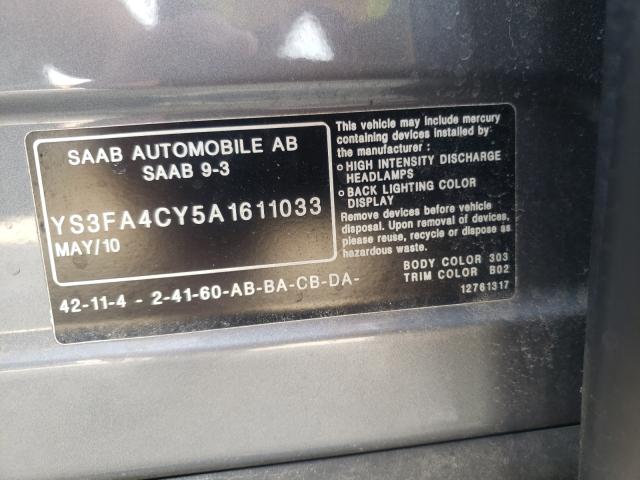 SAAB AUTOMOBILE AB
SAAB 9-3
YS3FA4CY5A1611033
MAY/10
42-11-4 - 2-41-60-AB-BA-CB-DA-
This vehicle may include mercury
containing devices installed by
the manufacturer :
o HIGH INTENSITY DISCHARGE
HEADLAMPS
o BACK LIGHTING COLOR
DISPLAY
Remove devices before vehicle
disposal. Upon removal of devices,
please reuse, recycle or dispose as
hazardous waste.
BODY COLOR 303
TRIM COLOR B02
12761317